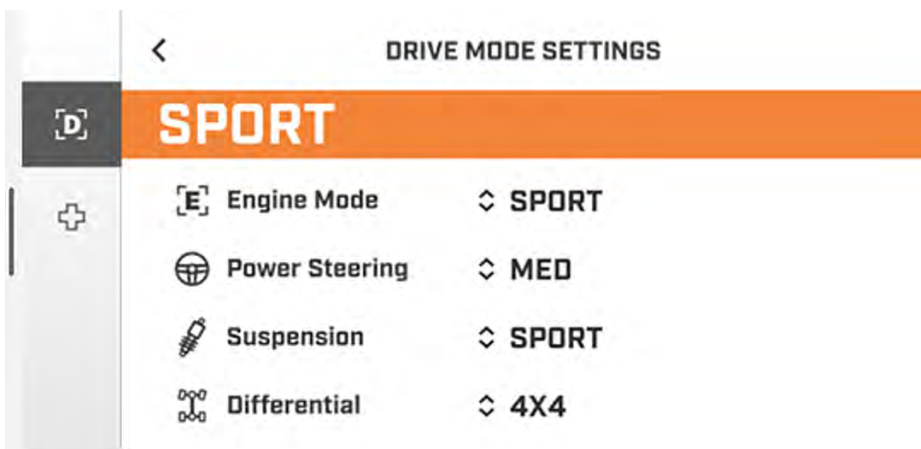 DRIVE MODE SETTINGS
D
SPORT
E Engine Mode SPORT
Power Steering MED
Suspension SPORT
Differential 4X4